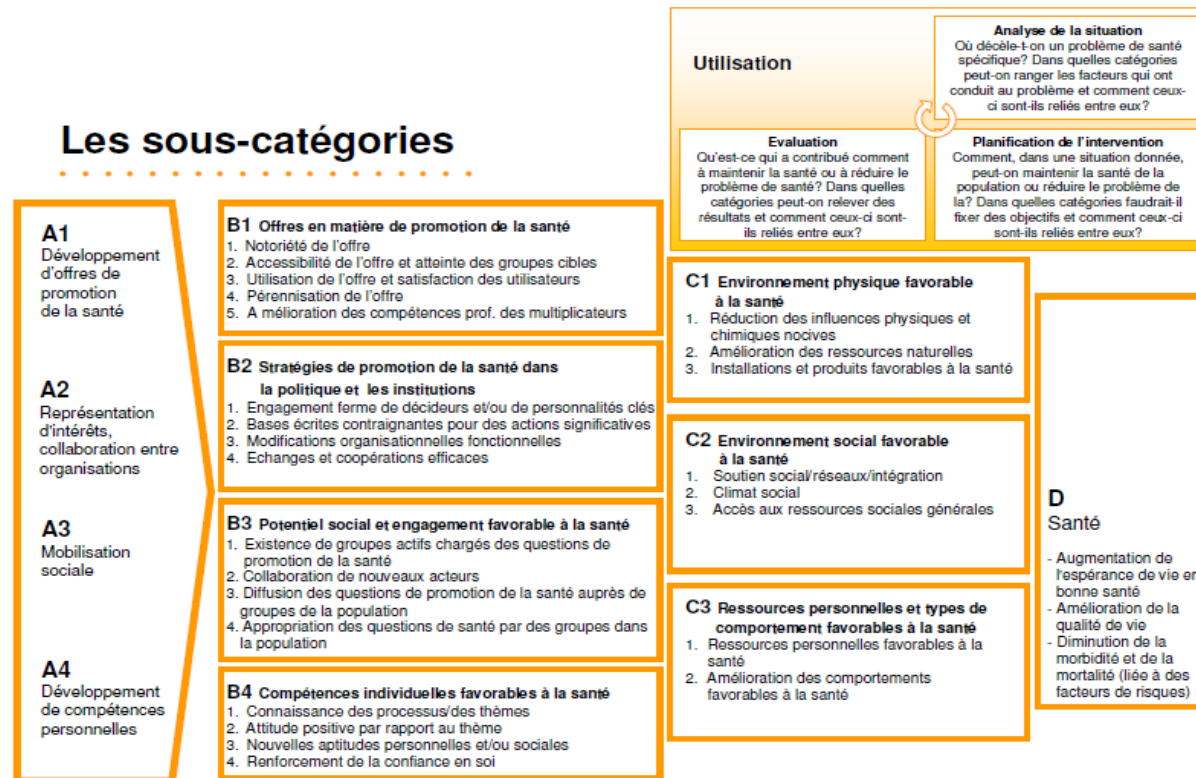 Les sous-catégories
Utilisation
Analyse de la situation
Où décèle-t-on un problème de santé
spécifique? Dans quelles catégories
peut-on ranger les facteurs qui ont
conduit au problème et comment ceux-
ci sont-ils reliés entre eux?
Evaluation
Qu'est-ce qui a contribué comment
à maintenir la santé ou à réduire le
problème de santé? Dans quelles
catégories peut-on relever des
résultats et comment ceux-ci sont-
ils reliés entre eux?
Planification de l'intervention
Comment, dans une situation donnée,
peut-on maintenir la santé de la
population ou réduire le problème de
la? Dans quelles catégories faudrait-il
fixer des objectifs et comment ceux-ci
sont-ils reliés entre eux?
A1
Développement
d'offres de
promotion
de la santé
A2
Représentation
d'intérêts,
collaboration entre
organisations
A3
Mobilisation
sociale
A4
Développement
de compétences
personnelles
B1 Offres en matière de promotion de la santé
1. Notoriété de l'offre
2. Accessibilité de l'offre et atteinte des groupes cibles
3. Utilisation de l'offre et satisfaction des utilisateurs
4. Pérennisation de l'offre
5. A mélioration des compétences prof. des multiplicateurs
B2 Stratégies de promotion de la santé dans
la politique et les institutions
1. Engagement ferme de décideurs et/ou de personnalités clés
2. Bases écrites contraignantes pour des actions significatives
3. Modifications organisationnelles fonctionnelles
4. Echanges et coopérations efficaces
B3 Potentiel social et engagement favorable à la santé
1. Existence de groupes actifs chargés des questions de
promotion de la santé
2. Collaboration de nouveaux acteurs
3. Diffusion des questions de promotion de la santé auprès de
groupes de la population
4. Appropriation des questions de santé par des groupes dans
la population
B4 Compétences individuelles favorables à la santé
1. Connaissance des processus/des thèmes
2. Attitude positive par rapport au thème
3. Nouvelles aptitudes personnelles et/ou sociales
4. Renforcement de la confiance en soi
C1 Environnement physique favorable
à la santé
1. Réduction des influences physiques et
chimiques nocives
2. Amélioration des ressources naturelles
3. Installations et produits favorables à la santé
C2 Environnement social favorable
à la santé
1. Soutien social/réseaux/intégration
2. Climat social
3. Accès aux ressources sociales générales
C3 Ressources personnelles et types de
comportement favorables à la santé
1. Ressources personnelles favorables à la
santé
2. Amélioration des comportements
favorables à la santé
D
Santé
- Augmentation de
l'espérance de vie en
bonne santé
- Amélioration de la
qualité de vie
- Diminution de la
morbidité et de la
mortalité (liée à des
facteurs de risques)